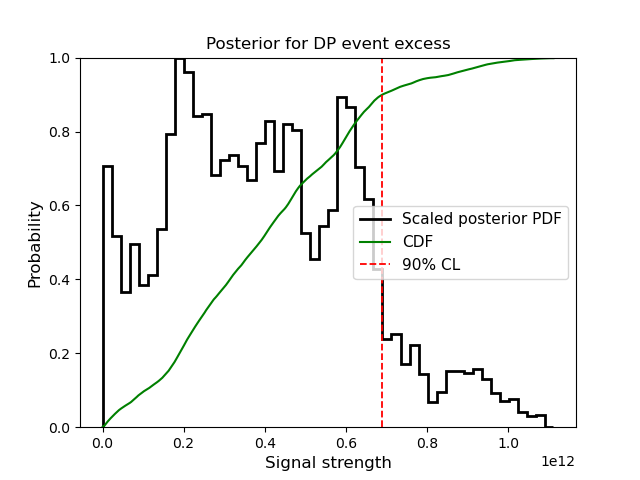 Posterior for DP event excess
1.0
0.8
0.6
0.4
0.2
0.0
Probability
Scaled posterior PDF
CDF
90% CL
0.0 0.2 0.4 0.6 0.8 1.0
1e12
Signal strength